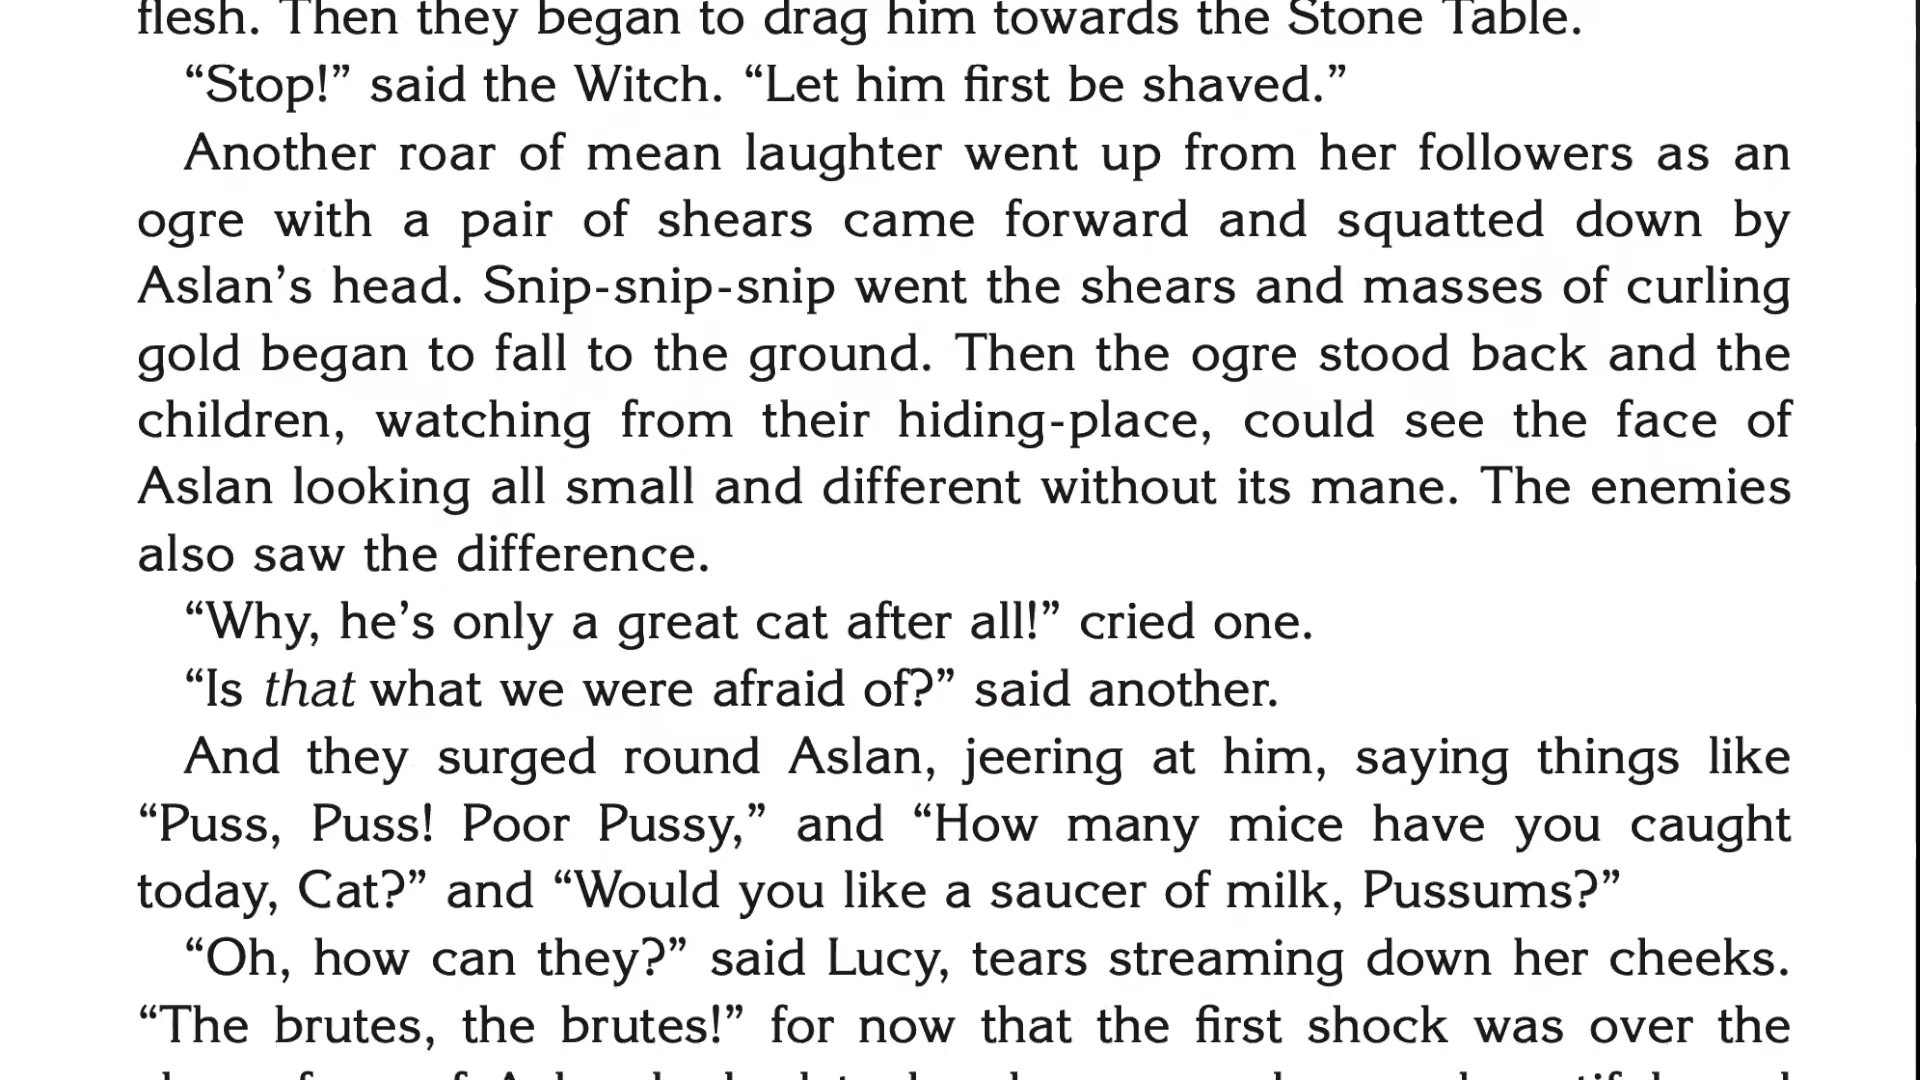 flesh. Then they began to drag him towards the Stone Table.
“Stop!” said the Witch. “Let him first be shaved.”
Another roar of mean laughter went up from her followers as an
ogre with a pair of shears came forward and squatted down by
Aslan’s head. Snip-snip-snip went the shears and masses of curling
gold began to fall to the ground. Then the ogre stood back and the
children, watching from their hiding-place, could see the face of
Aslan looking all small and different without its mane. The enemies
also saw the difference.
“Why, he’s only a great cat after all!” cried one.
“Is that what we were afraid of?” said another.
And they surged round Aslan, jeering at him, saying things like
“Puss, Puss! Poor Pussy,” and “How many mice have you caught
today, Cat?” and “Would you like a saucer of milk, Pussums?”
“Oh, how can they?” said Lucy, tears streaming down her cheeks.
“The brutes, the brutes!” for now that the first shock was over the